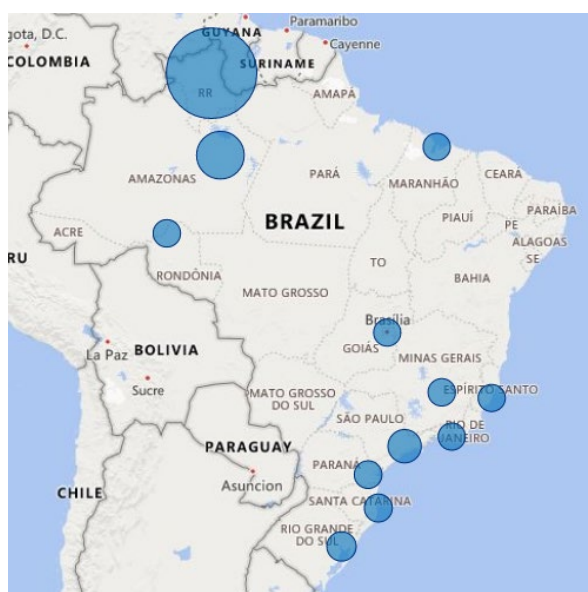 Paramaribo
gota, D.C.
GUYANA
Cayenne
COLOMBIA
SURINAME
RR
AMAPÁ
AMAZONAS
PARÁ
MARANHÃO
CEARÁ
PARAÍBA
PIAUÍ
PE
ACRE
BRAZIL
ALAGOAS
SE
RU
RONDÔNIA
TO
BAHIA
MATO GROSSO
Brasília
La Paz
BOLIVIA
GOIÁS
MINAS GERAIS
Sucre
MATO GROSSO
DO SUL
ESPÍRITO SANTO
SÃO PAULO
RIO DE
JANEIRO
PARAGUAY
PARANÁ
Asuncion
CHILE
SANTA CATARINA
RIO GRANDE
DO SUL